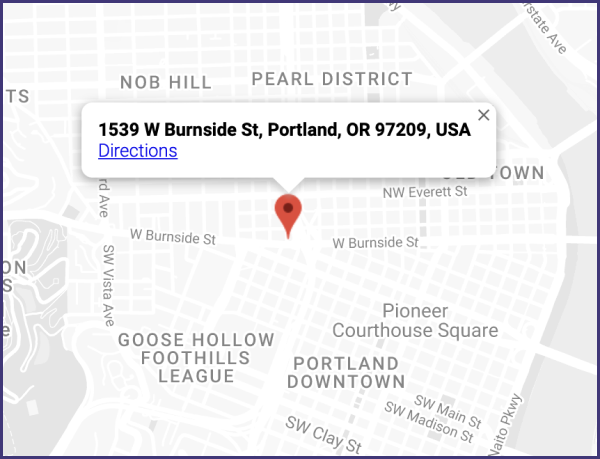 erstate Ave
NOB HILL
PEARL DISTRICT
TS
1539 W Burnside St, Portland, OR 97209, USA
Directions
TOWN
NW Everett St
rd Ave
W Burnside St
W Burnside St
ON
S
SW Vista Ave
Pioneer
Courthouse Square
GOOSE HOLLOW
FOOTHILLS
LEAGUE
PORTLAND
DOWNTOWN
SW Main St
SW Madison St
SW Clay St
Naito Pkwy